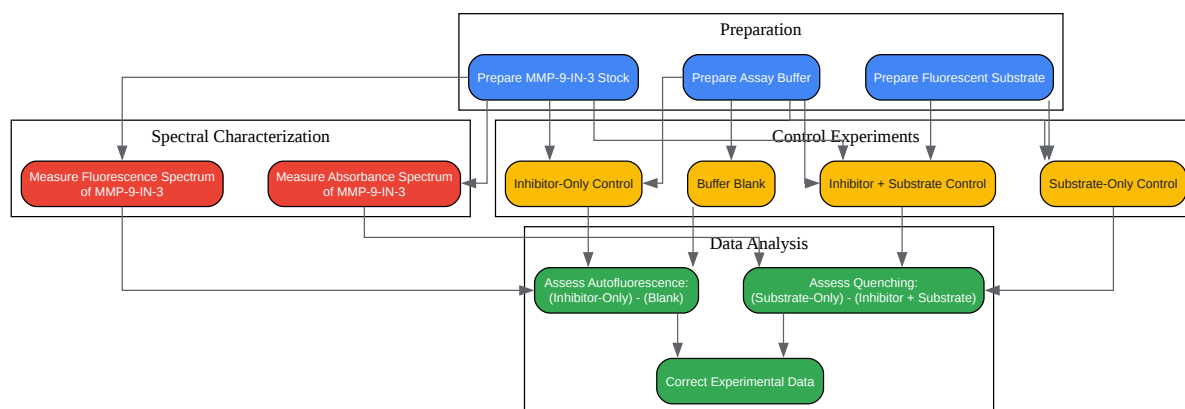 Preparation
Prepare MMP-9-IN-3 Stock
Prepare Assay Buffer
Prepare Fluorescent Substrate
Spectral Characterization
Control Experiments
Measure Fluorescence Spectrum
of MMP-9-IN-3
Measure Absorbance Spectrum
of MMP-9-IN-3
Inhibitor-Only Control
Buffer Blank
Inhibitor + Substrate Control
Substrate-Only Control
Data Analysis
Assess Autofluorescence:
(Inhibitor-Only) - (Blank)
Assess Quenching:
(Substrate-Only) - (Inhibitor + Substrate)
Correct Experimental Data